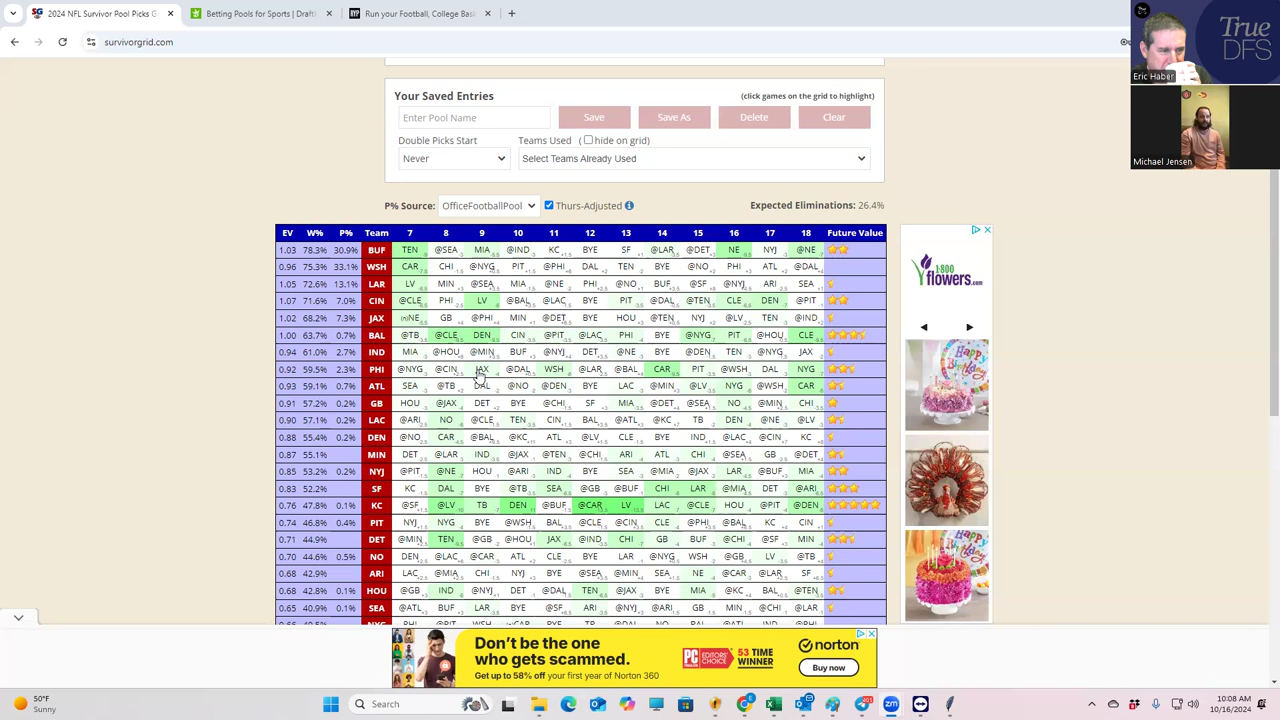 2024 NFL Survivor Pool Picks G
Betting Pools for Sports | Draft
Run your Football, College Bask
survivorgrid.com
True
DFS
Eric Haber
Michael Jensen
Your Saved Entries
(click games on the grid to highlight)
Enter Pool Name
Save
Save As
Delete
Clear
Double Picks Start
Teams Used ( hide on grid)
Never
Select Teams Already Used
P% Source: OfficeFootballPool Thurs-Adjusted Expected Eliminations: 26.4%
EV W% P% Team 7 8 9 10 11 12 13 14 15 16 17 18 Future Value
1.03 78.3% 30.9% BUF TEN @SEA MIA @IND KC BYE SF @LAR @DET NE NYJ @NE
0.96 75.3% 33.1% WSH CAR CHI @NYG PIT @PHI DAL TEN BYE @NO PHI ATL @DAL
1.05 72.6% 13.1% LAR LV MIN @SEA MIA @NE PHI @NO BUF @SF @NYJ ARI SEA
1.07 71.6% 7.0% CIN @CLE PHI LV @BAL @LAC BYE PIT @DAL @TEN CLE DEN @PIT
1.02 68.2% 7.3% JAX NE GB @PHI MIN @DET BYE HOU @TEN NYJ @LV TEN @IND
1.00 63.7% 0.7% BAL @TB @CLE DEN CIN @PIT @LAC PHI BYE @NYG PIT @HOU CLE
0.94 61.0% 2.7% IND MIA @HOU @MIN BUF @NYJ DET @NE BYE @DEN TEN @NYG JAX
0.92 59.5% 2.3% PHI @NYG @CIN JAX @DAL WSH @LAR @BAL CAR PIT @WSH DAL NYG
0.93 59.1% 0.7% ATL SEA @TB DAL @NO @DEN BYE LAC @MIN @LV NYG @WSH CAR
0.91 57.2% 0.2% GB HOU @JAX DET BYE @CHI SF MIA @DET @SEA NO @MIN CHI
0.90 57.1% 0.2% LAC @ARI NO @CLE TEN CIN BAL @ATL @KC TB DEN @NE @LV
0.88 55.4% 0.2% DEN @NO CAR @BAL @KC ATL @LV CLE BYE IND @LAC @CIN KC
0.87 55.1% MIN DET @LAR IND @JAX @TEN @CHI ARI ATL CHI @SEA GB @DET
0.85 53.2% 0.2% NYJ @PIT @NE HOU @ARI IND BYE SEA @MIA @JAX LAR @BUF MIA
0.83 52.2% SF KC DAL BYE @TB SEA @GB @BUF CHI LAR @MIA DET @ARI
0.76 47.8% 0.1% KC @SF @LV TB DEN @BUF @CAR LV LAC @CLE HOU @PIT @DEN
0.74 46.8% 0.4% PIT NYJ NYG BYE @WSH BAL @CLE @CIN CLE @PHI @BAL KC CIN
0.71 44.9% DET @MIN TEN @GB @HOU JAX @IND CHI GB BUF @CHI @SF MIN
0.70 44.6% 0.5% NO DEN @LAC @CAR ATL CLE BYE LAR @NYG WSH @GB LV @TB
0.68 42.9% ARI LAC @MIA CHI NYJ BYE @SEA @MIN SEA NE @CAR @LAR SF
0.68 42.8% 0.1% HOU @GB IND @NYJ DET @DAL TEN @JAX BYE MIA @KC BAL @TEN
0.65 40.9% 0.1% SEA @ATL BUF LAR BYE @SF ARI @NYJ @ARI GB MIN @CHI @LAR
1-800
flowers.com
Don't be the one
who gets scammed.
Get up to 58% off your first year of Norton 360
PC
EDITORS'
CHOICE
53 TIME
WINNER
norton
Buy now
50°F
Sunny
Search
10:08 AM
10/16/2024